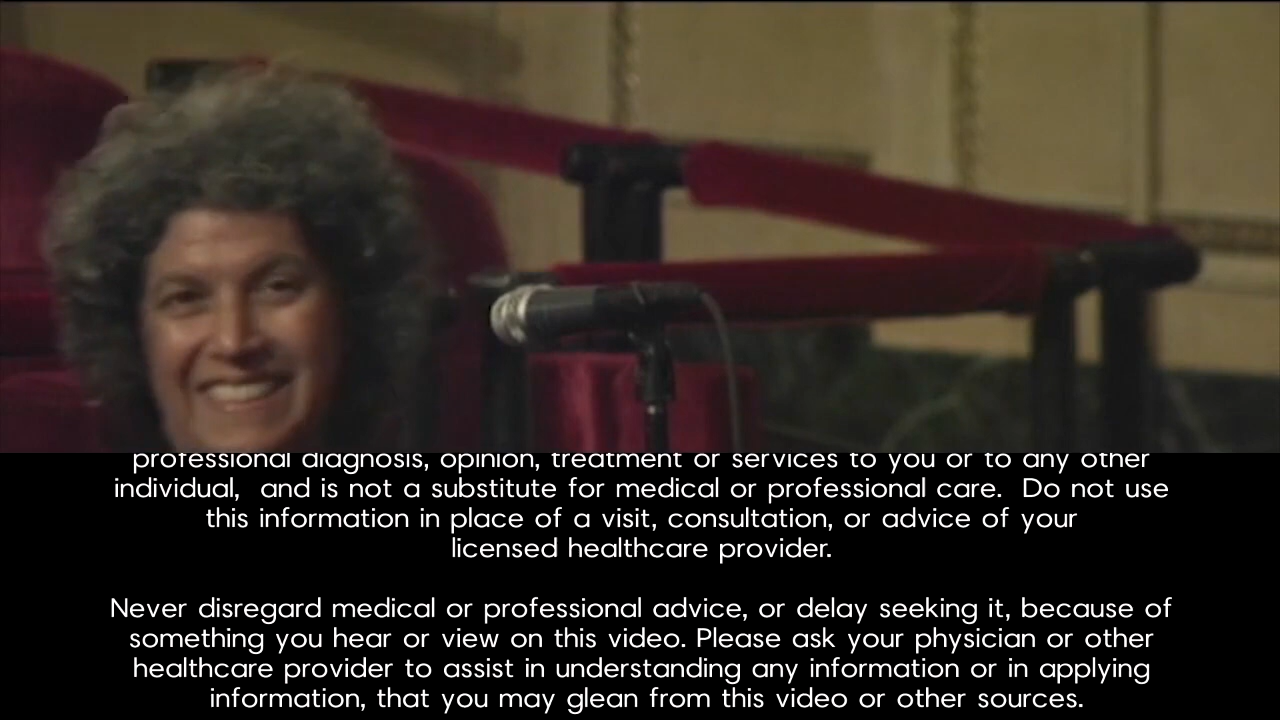 professional diagnosis, opinion, treatment or services to you or to any other
individual,  and is not a substitute for medical or professional care.  Do not use
this information in place of a visit, consultation, or advice of your
licensed healthcare provider.
Never disregard medical or professional advice, or delay seeking it, because of
something you hear or view on this video. Please ask your physician or other
healthcare provider to assist in understanding any information or in applying
information, that you may glean from this video or other sources.